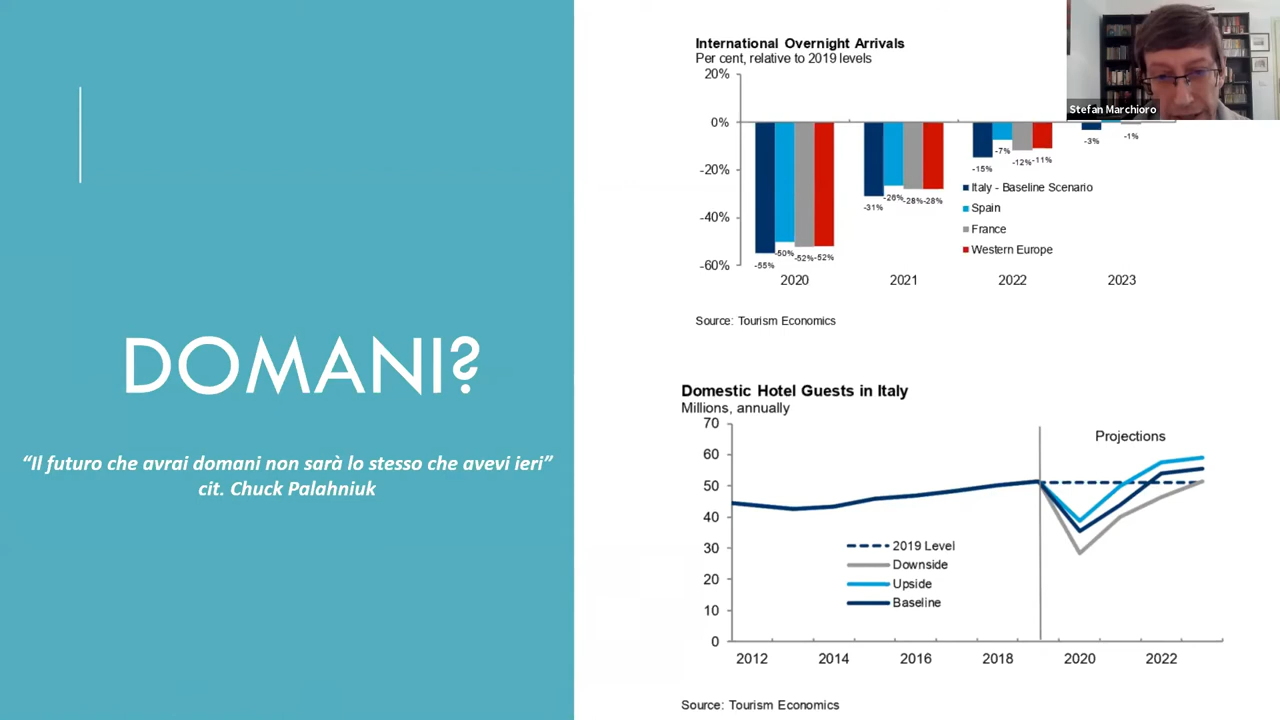 DOMANI?
“Il futuro che avrai domani non sarà lo stesso che avevi ieri”
cit. Chuck Palahniuk
International Overnight Arrivals
Per cent, relative to 2019 levels
20%
0%
-20%
-40%
-60%
-55%
-50%
-52%
-52%
-31%
-26%
-28%
-28%
-15%
-7%
-12%
-11%
-3%
-1%
Italy - Baseline Scenario
Spain
France
Western Europe
2020 2021 2022 2023
Source: Tourism Economics
Stefan Marchioro
Domestic Hotel Guests in Italy
Millions, annually
70
60
50
40
30
20
10
0
Projections
2019 Level
Downside
Upside
Baseline
2012 2014 2016 2018 2020 2022
Source: Tourism Economics